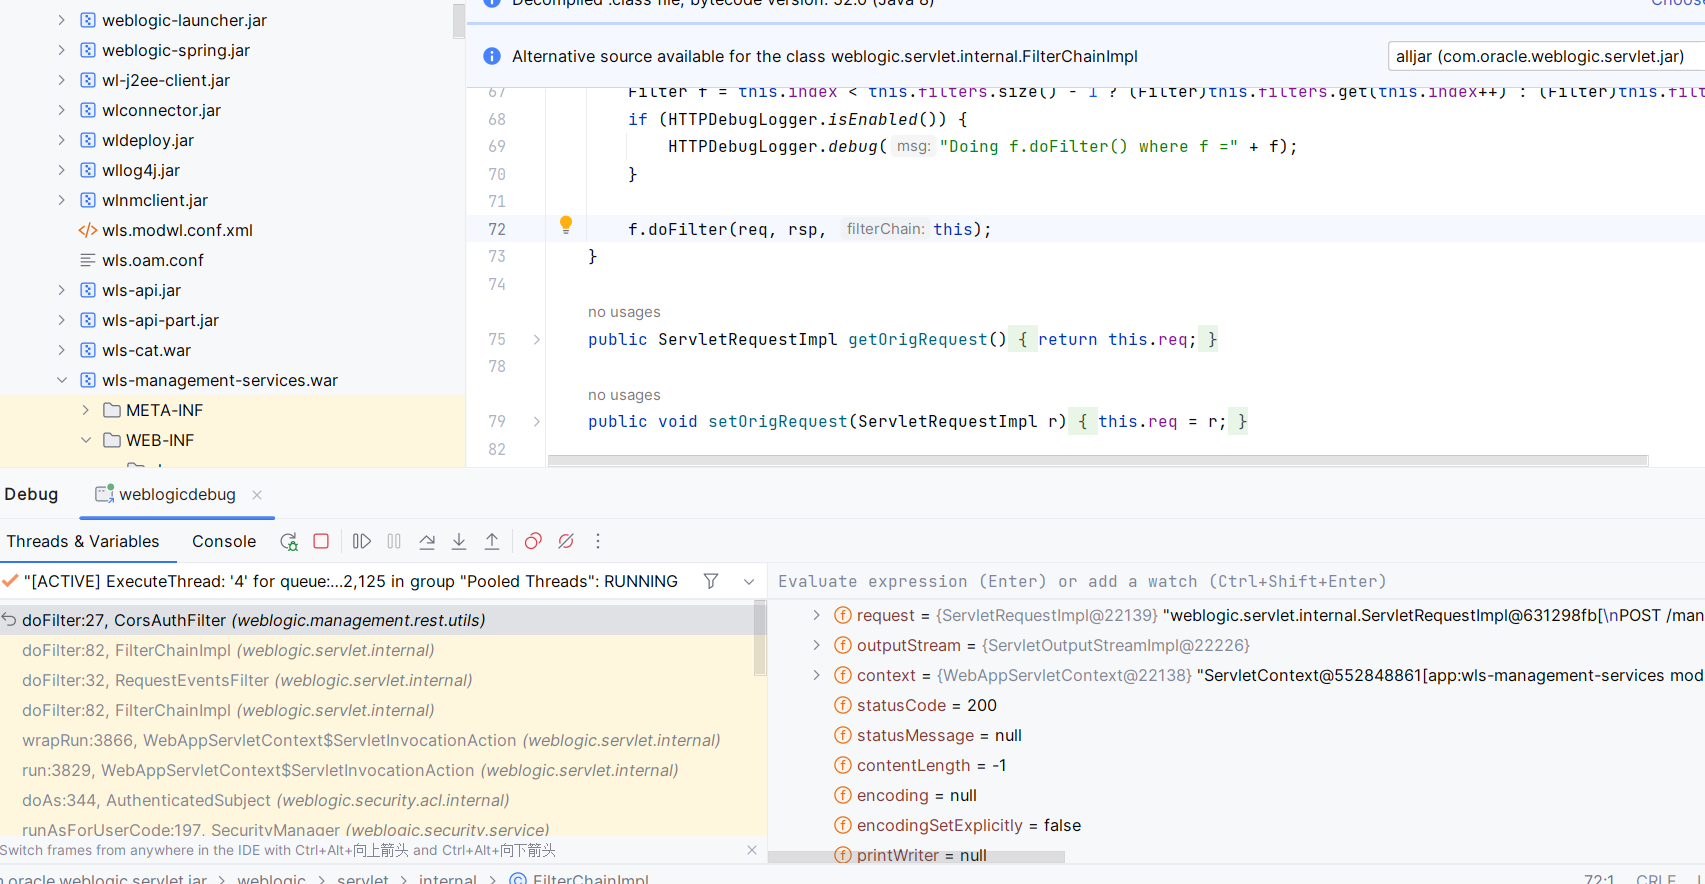 weblogic-launcher.jar
weblogic-spring.jar
wl-j2ee-client.jar
wlconnector.jar
wldeploy.jar
wllog4j.jar
wlnmclient.jar
wls.modwl.conf.xml
wls.oam.conf
wls-api.jar
wls-api-part.jar
wls-cat.war
wls-management-services.war
META-INF
WEB-INF
Decompiled .class file, bytecode version: 52.0 (Java 8)
Alternative source available for the class weblogic.servlet.internal.FilterChainImpl
alljar (com.oracle.weblogic.servlet.jar)
67 Filter f = this.index < this.filters.size() - 1 ? (Filter)this.filters.get(this.index++) : (Filter)this.filt
68 if (HTTPDebugLogger.isEnabled()) {
69 HTTPDebugLogger.debug( msg: "Doing f.doFilter() where f =" + f);
70 }
71
72 f.doFilter(req, rsp, filterChain: this);
73 }
74
no usages
75 public ServletRequestImpl getOrigRequest() { return this.req; }
78
no usages
79 public void setOrigRequest(ServletRequestImpl r) { this.req = r; }
82
Debug weblogicdebug
Threads & Variables Console
"[ACTIVE] ExecuteThread: '4' for queue:...2,125 in group "Pooled Threads": RUNNING
doFilter:27, CorsAuthFilter (weblogic.management.rest.utils)
doFilter:82, FilterChainImpl (weblogic.servlet.internal)
doFilter:32, RequestEventsFilter (weblogic.servlet.internal)
doFilter:82, FilterChainImpl (weblogic.servlet.internal)
wrapRun:3866, WebAppServletContext$ServletInvocationAction (weblogic.servlet.internal)
run:3829, WebAppServletContext$ServletInvocationAction (weblogic.servlet.internal)
doAs:344, AuthenticatedSubject (weblogic.security.acl.internal)
runAsForUserCode:197, SecurityManager (weblogic.security.service)
Switch frames from anywhere in the IDE with Ctrl+Alt+向上箭头 and Ctrl+Alt+向下箭头
Evaluate expression (Enter) or add a watch (Ctrl+Shift+Enter)
request = {ServletRequestImpl@22139} "weblogic.servlet.internal.ServletRequestImpl@631298fb[\nPOST /man
outputStream = {ServletOutputStreamImpl@22226}
context = {WebAppServletContext@22138} "ServletContext@552848861[app:wls-management-services mod
statusCode = 200
statusMessage = null
contentLength = -1
encoding = null
encodingSetExplicitly = false
printWriter = null
oracle.weblogic.servlet.jar > weblogic > servlet > internal > FilterChainImpl
72:1 CRLF